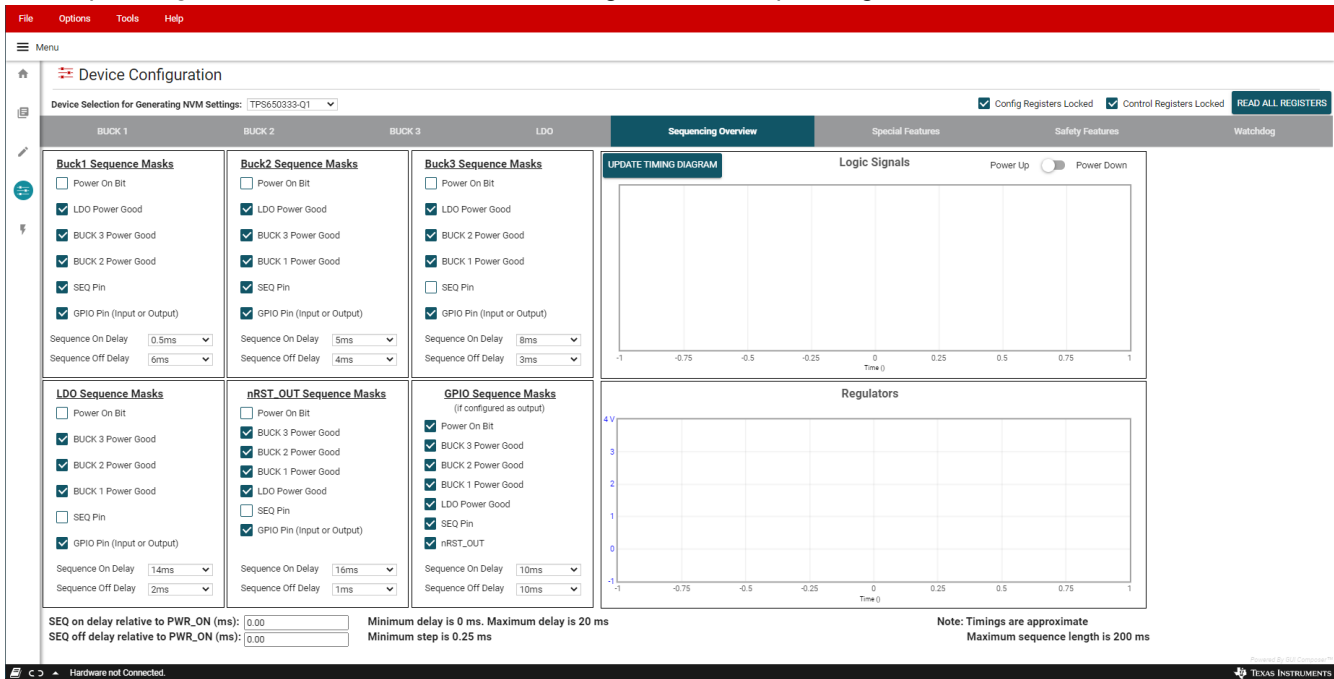 File Options Tools Help
Menu
Device Configuration
Device Selection for Generating NVM Settings: TPS650333-Q1
Config Registers Locked Control Registers Locked READ ALL REGISTERS
BUCK 1 BUCK 2 BUCK 3 LDO Sequencing Overview Special Features Safety Features Watchdog
Buck1 Sequence Masks
Power On Bit
LDO Power Good
BUCK 3 Power Good
BUCK 2 Power Good
SEQ Pin
GPIO Pin (Input or Output)
Sequence On Delay 0.5ms
Sequence Off Delay 6ms
Buck2 Sequence Masks
Power On Bit
LDO Power Good
BUCK 3 Power Good
BUCK 1 Power Good
SEQ Pin
GPIO Pin (Input or Output)
Sequence On Delay 5ms
Sequence Off Delay 4ms
Buck3 Sequence Masks
Power On Bit
LDO Power Good
BUCK 2 Power Good
BUCK 1 Power Good
SEQ Pin
GPIO Pin (Input or Output)
Sequence On Delay 8ms
Sequence Off Delay 3ms
UPDATE TIMING DIAGRAM Logic Signals Power Up Power Down
-1 -0.75 -0.5 -0.25 0 0.25 0.5 0.75 1
Time ()
LDO Sequence Masks
Power On Bit
BUCK 3 Power Good
BUCK 2 Power Good
BUCK 1 Power Good
SEQ Pin
GPIO Pin (Input or Output)
Sequence On Delay 14ms
Sequence Off Delay 2ms
nRST_OUT Sequence Masks
Power On Bit
BUCK 3 Power Good
BUCK 2 Power Good
BUCK 1 Power Good
LDO Power Good
SEQ Pin
GPIO Pin (Input or Output)
Sequence On Delay 16ms
Sequence Off Delay 1ms
GPIO Sequence Masks
(if configured as output)
Power On Bit
BUCK 3 Power Good
BUCK 2 Power Good
BUCK 1 Power Good
LDO Power Good
SEQ Pin
nRST_OUT
Sequence On Delay 10ms
Sequence Off Delay 10ms
Regulators
4 V
3
2
1
0
-1
-1 -0.75 -0.5 -0.25 0 0.25 0.5 0.75 1
Time ()
SEQ on delay relative to PWR_ON (ms): 0.00 Minimum delay is 0 ms. Maximum delay is 20 ms Note: Timings are approximate
SEQ off delay relative to PWR_ON (ms): 0.00 Minimum step is 0.25 ms Maximum sequence length is 200 ms
Powered By GUI Composer™
Hardware not Connected. TEXAS INSTRUMENTS